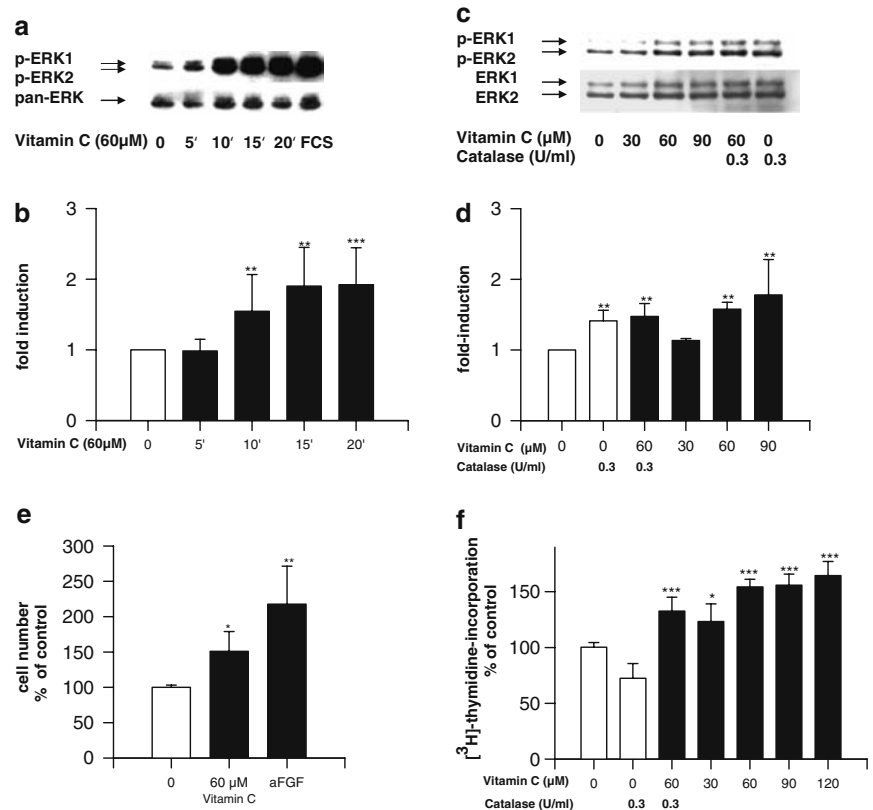 a
p-ERK1
p-ERK2
pan-ERK
Vitamin C (60µM) 0 5' 10' 15' 20' FCS
c
p-ERK1
p-ERK2
ERK1
ERK2
Vitamin C (µM) 0 30 60 90 60 0
Catalase (U/ml) 0.3 0.3
b
fold induction
3
2
1
0
** ** ***
Vitamin C (60µM) 0 5' 10' 15' 20'
d
fold-induction
3
2
1
0
** ** ** **
Vitamin C (µM) 0 0 60 30 60 90
Catalase (U/ml) 0.3 0.3
e
cell number
% of control
300
250
200
150
100
50
0
* **
0 60 µM aFGF
Vitamin C
f
[³H]-thymidine-incorporation
% of control
150
100
50
0
*** * *** *** ***
Vitamin C (µM) 0 0 60 30 60 90 120
Catalase (U/ml) 0.3 0.3